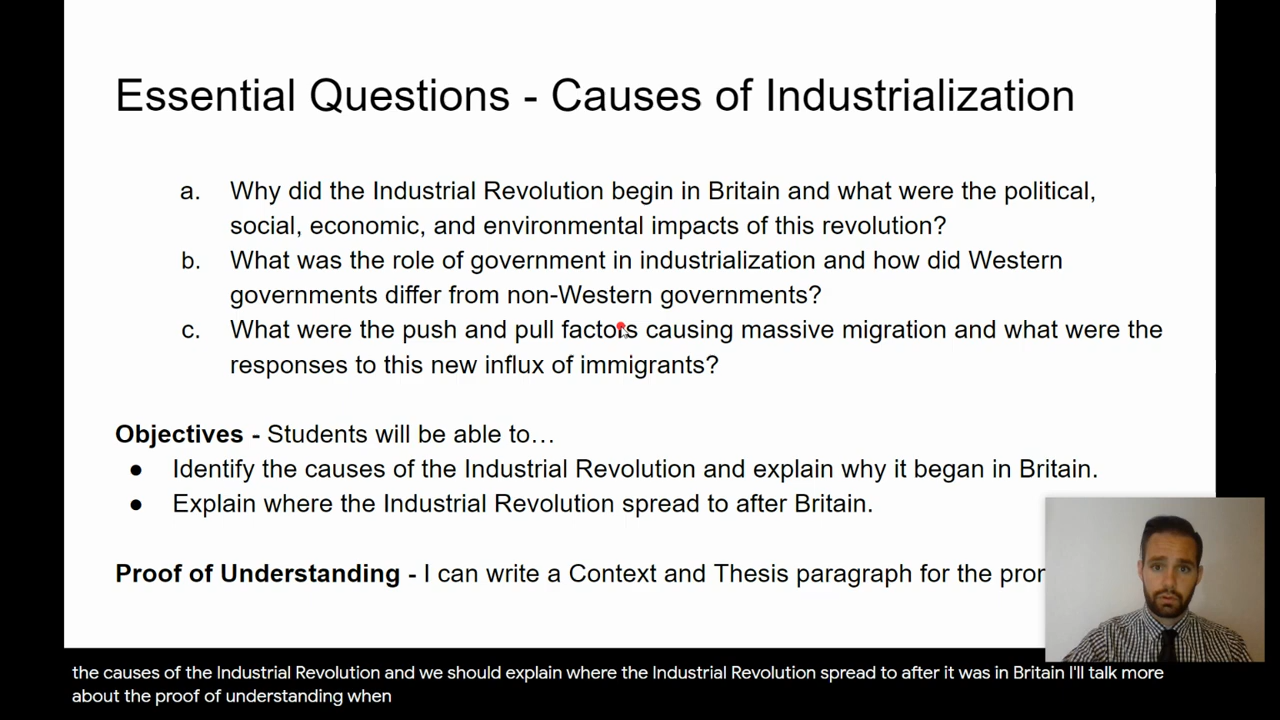 Essential Questions - Causes of Industrialization
a. Why did the Industrial Revolution begin in Britain and what were the political,
social, economic, and environmental impacts of this revolution?
b. What was the role of government in industrialization and how did Western
governments differ from non-Western governments?
c. What were the push and pull factors causing massive migration and what were the
responses to this new influx of immigrants?
Objectives - Students will be able to…
● Identify the causes of the Industrial Revolution and explain why it began in Britain.
● Explain where the Industrial Revolution spread to after Britain.
Proof of Understanding - I can write a Context and Thesis paragraph for the
the causes of the Industrial Revolution and we should explain where the Industrial Revolution spread to after it was in Britain I'll talk more
about the proof of understanding when